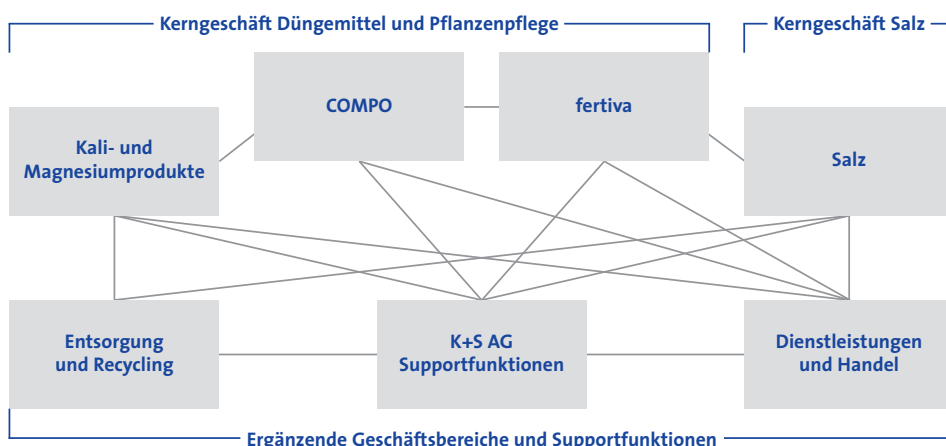 Kerngeschäft Düngemittel und Pflanzenpflege
Kerngeschäft Salz
COMPO
fertiva
Kali- und
Magnesiumprodukte
Salz
Entsorgung
und Recycling
K+S AG
Supportfunktionen
Dienstleistungen
und Handel
Ergänzende Geschäftsbereiche und Supportfunktionen